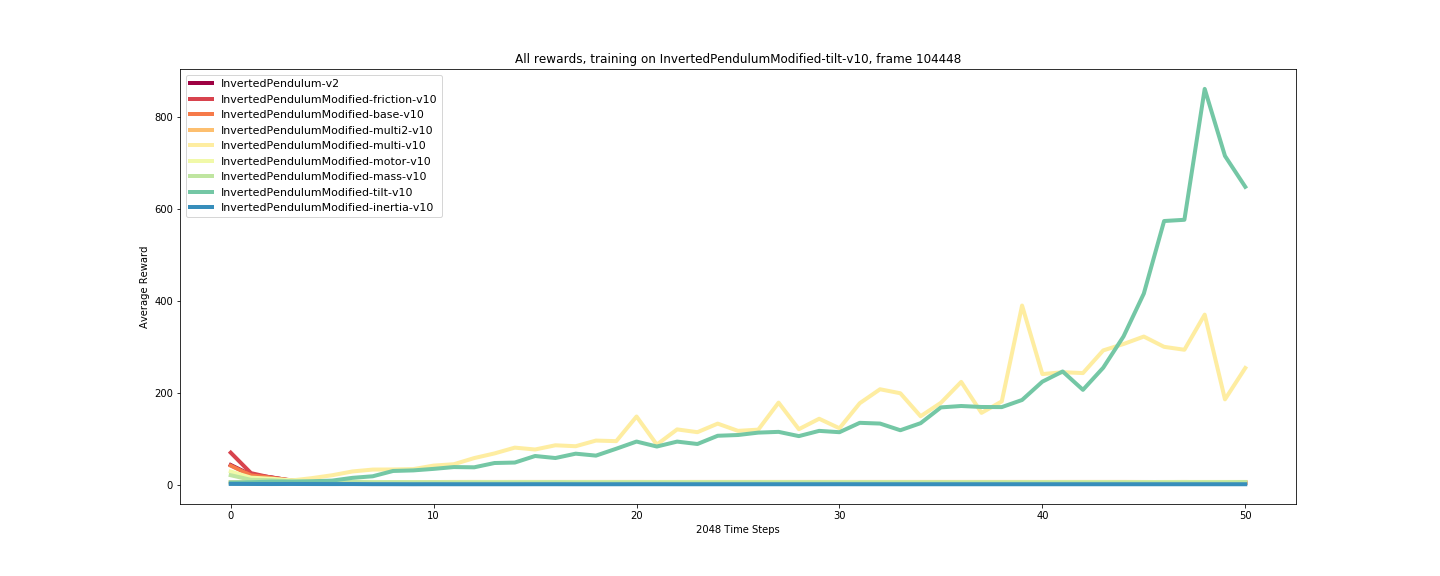 All rewards, training on InvertedPendulumModified-tilt-v10, frame 104448
InvertedPendulum-v2
InvertedPendulumModified-friction-v10
InvertedPendulumModified-base-v10
InvertedPendulumModified-multi2-v10
InvertedPendulumModified-multi-v10
InvertedPendulumModified-motor-v10
InvertedPendulumModified-mass-v10
InvertedPendulumModified-tilt-v10
InvertedPendulumModified-inertia-v10
Average Reward
800
600
400
200
0
0 10 20 30 40 50
2048 Time Steps